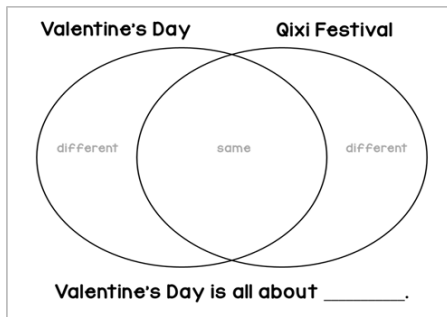 Valentine's Day Qixi Festival
different same different
Valentine's Day is all about ________.